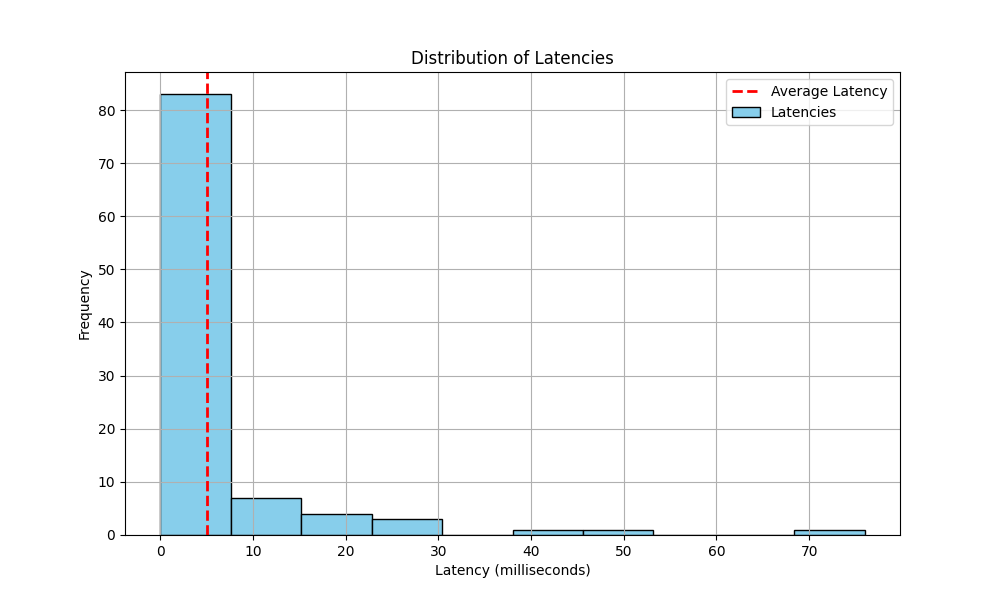 Distribution of Latencies
Average Latency
Latencies
Frequency
80
70
60
50
40
30
20
10
0
0 10 20 30 40 50 60 70
Latency (milliseconds)